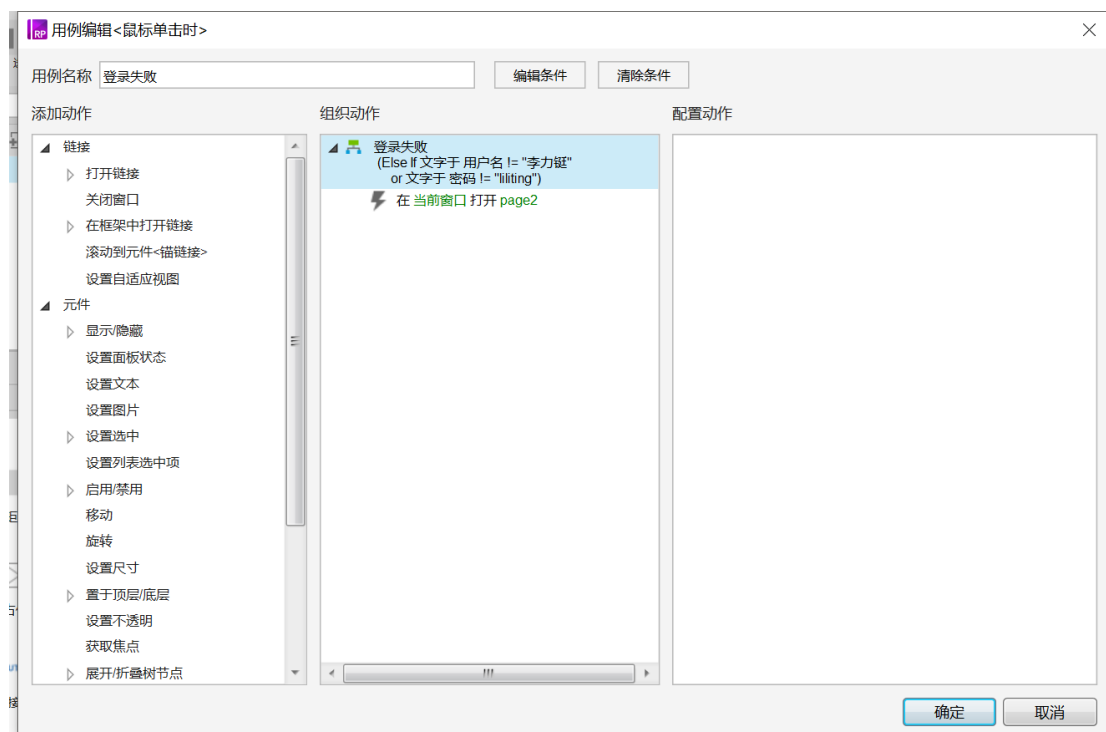 RP 用例编辑<鼠标单击时>
用例名称 登录失败 编辑条件 清除条件
添加动作 组织动作 配置动作
链接
打开链接
关闭窗口
在框架中打开链接
滚动到元件<锚链接>
设置自适应视图
元件
显示/隐藏
设置面板状态
设置文本
设置图片
设置选中
设置列表选中项
启用/禁用
移动
旋转
设置尺寸
置于顶层/底层
设置不透明
获取焦点
展开/折叠树节点
登录失败
(Else If 文字于 用户名 != "李力铤"
or 文字于 密码 != "liliting")
在 当前窗口 打开 page2
确定 取消